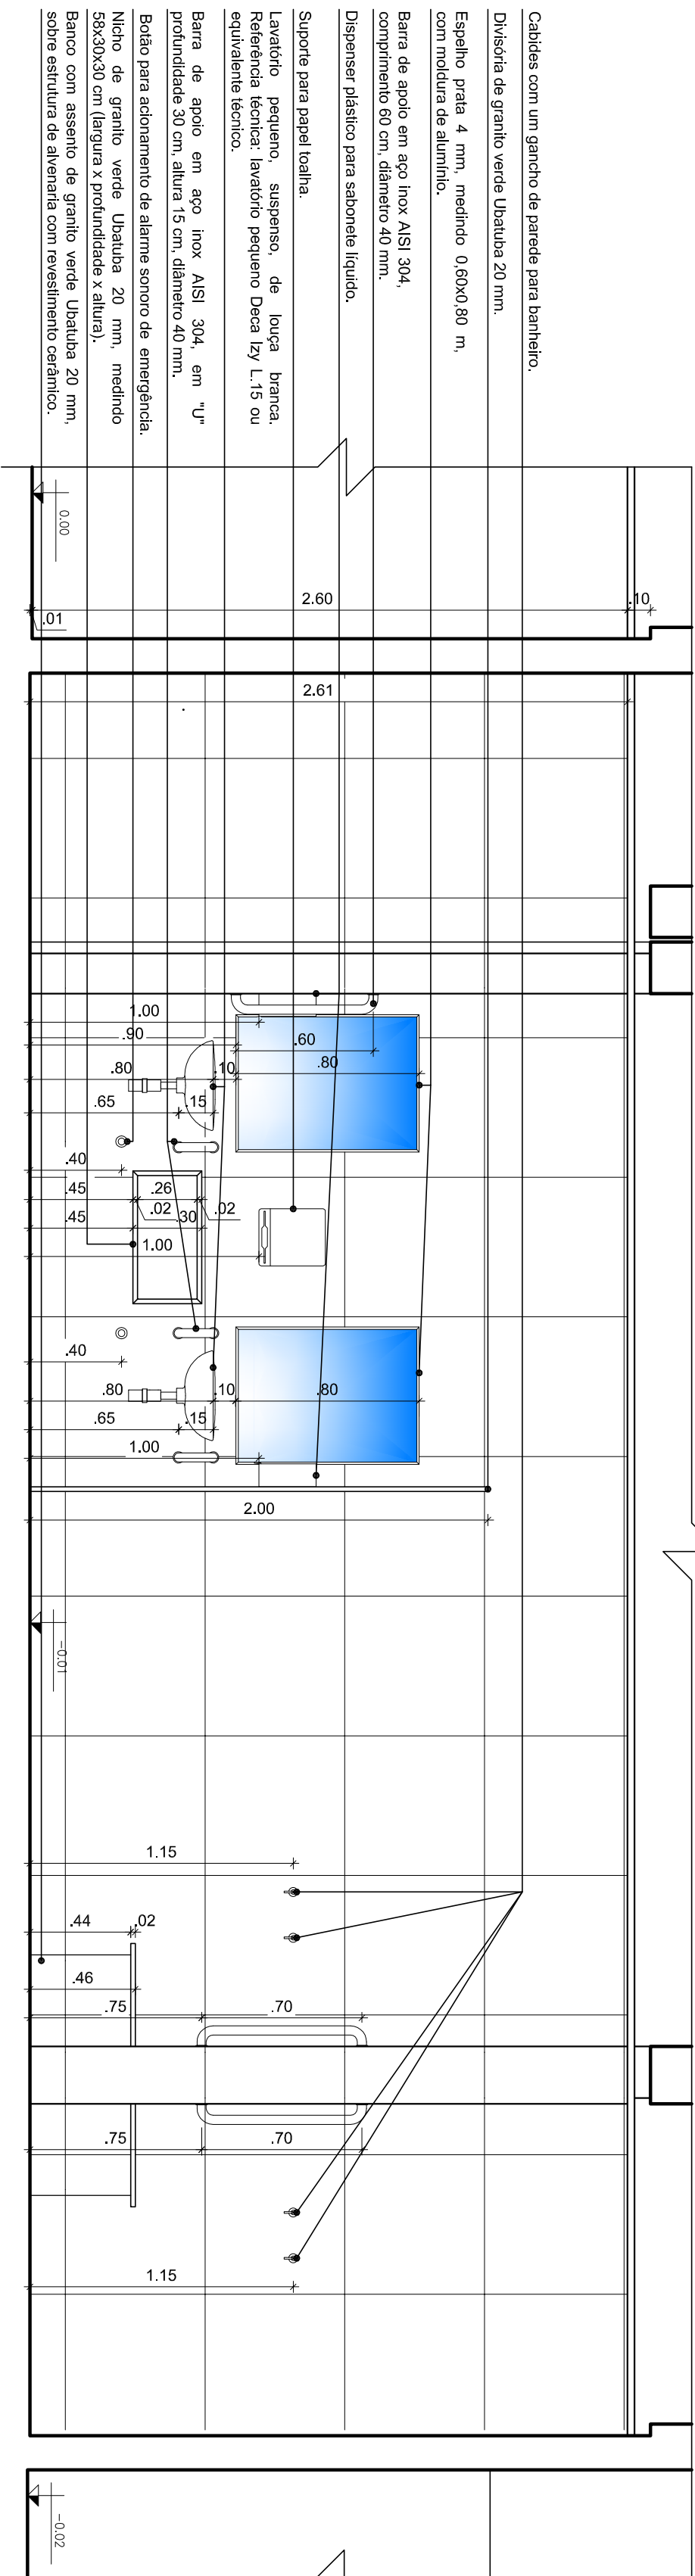 Cabides com um gancho de parede para banheiro.
Divisória de granito verde Ubatuba 20 mm.
Espelho prata 4 mm, medindo 0,60x0,80 m,
com moldura de alumínio.
Barra de apoio em aço inox AISI 304,
comprimento 60 cm, diâmetro 40 mm.
Dispenser plástico para sabonete líquido.
Suporte para papel toalha.
Lavatório pequeno, suspenso, de louça branca.
Referência técnica: lavatório pequeno Deca Izy L.15 ou
equivalente técnico.
Barra de apoio em aço inox AISI 304, em "U"
profundidade 30 cm, altura 15 cm, diâmetro 40 mm.
Botão para acionamento de alarme sonoro de emergência.
Nicho de granito verde Ubatuba 20 mm, medindo
58x30x30 cm (largura x profundidade x altura).
Banco com assento de granito verde Ubatuba 20 mm,
sobre estrutura de alvenaria com revestimento cerâmico.
0.00
2.60
.10
.01
2.61
1.00
.90
.60
.80
.10
.80
.65
.15
.40
.45
.26
.02
.02
.45
.30
1.00
.40
.80
.10
.80
.65
.15
1.00
2.00
-0.01
1.15
.44
.02
.46
.75
.70
.75
.70
1.15
-0.02